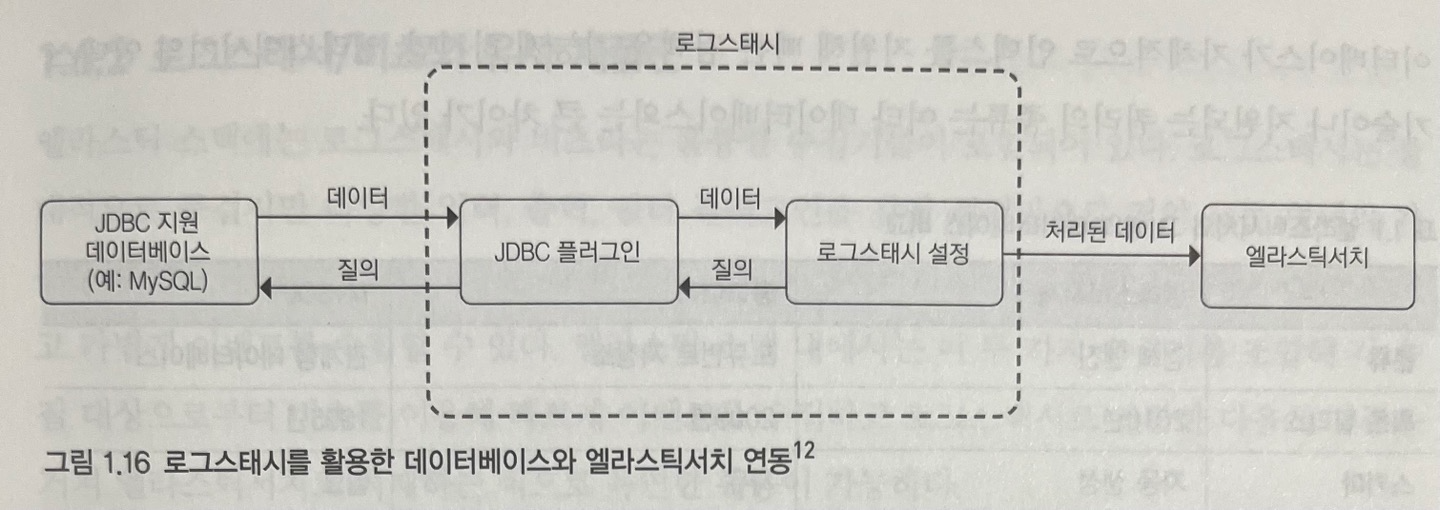 로그스태시
데이터
데이터
JDBC 지원
데이터베이스
(예: MySQL)
JDBC 플러그인
로그스태시 설정
처리된 데이터
엘라스틱서치
질의
질의
그림 1.16 로그스태시를 활용한 데이터베이스와 엘라스틱서치 연동12